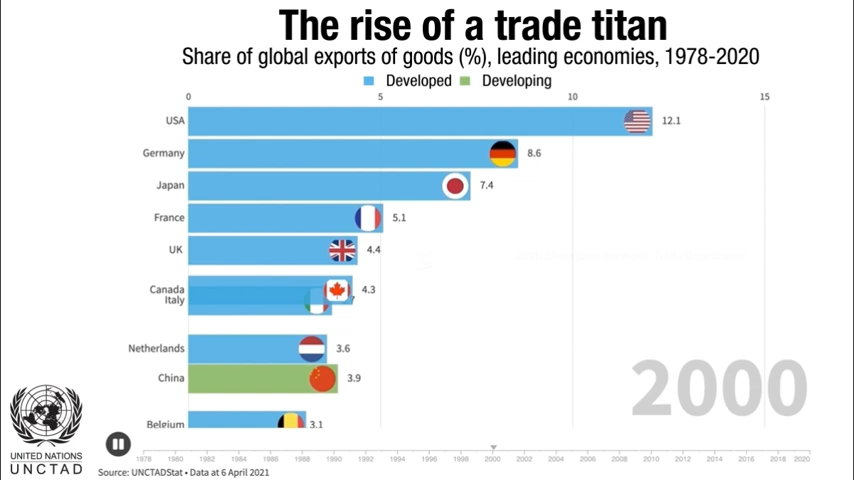 The rise of a trade titan
Share of global exports of goods (%), leading economies, 1978-2020
Developed Developing
0 5 10 15
USA 12.1
Germany 8.6
Japan 7.4
France 5.1
UK 4.4
Canada 4.3
Italy 7
Netherlands 3.6
China 3.9
Belgium 3.1
2000
1978 1980 1982 1984 1986 1988 1990 1992 1994 1996 1998 2000 2002 2004 2006 2008 2010 2012 2014 2016 2018 2020
UNITED NATIONS
UNCTAD
Source: UNCTADStat • Data at 6 April 2021